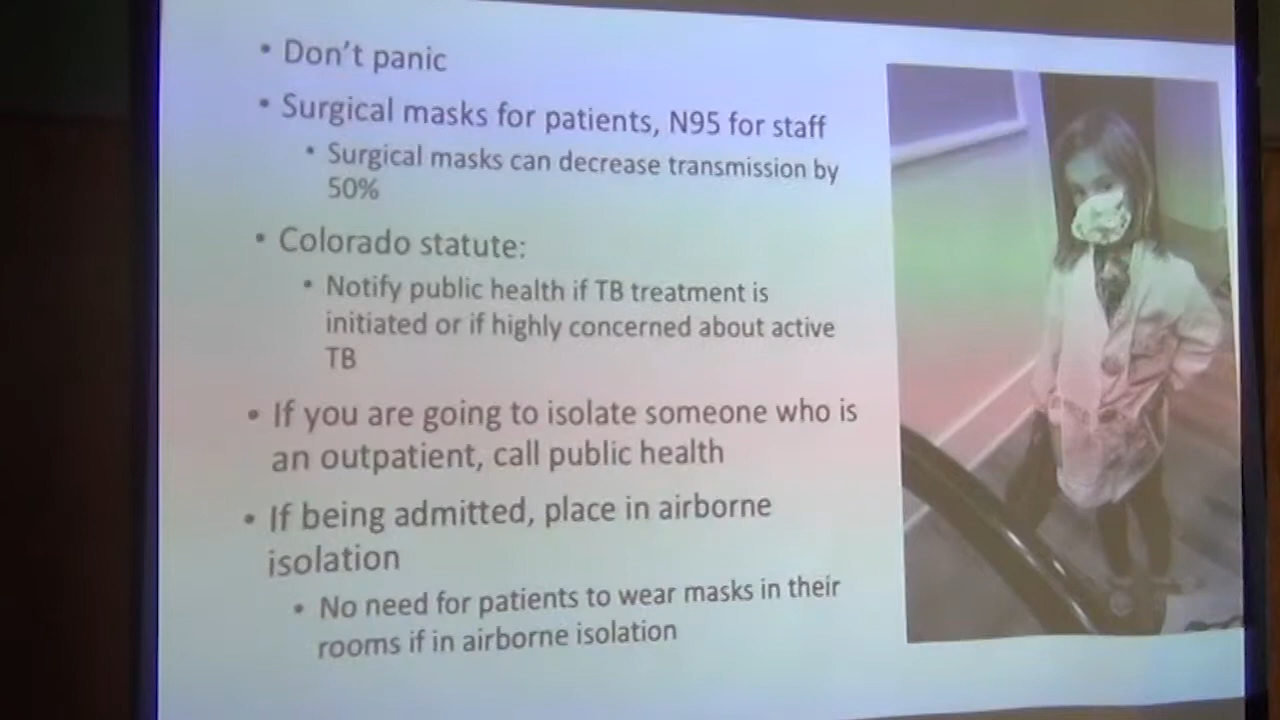 • Don't panic
• Surgical masks for patients, N95 for staff
• Surgical masks can decrease transmission by
50%
• Colorado statute:
• Notify public health if TB treatment is
initiated or if highly concerned about active
TB
• If you are going to isolate someone who is
an outpatient, call public health
• If being admitted, place in airborne
isolation
• No need for patients to wear masks in their
rooms if in airborne isolation